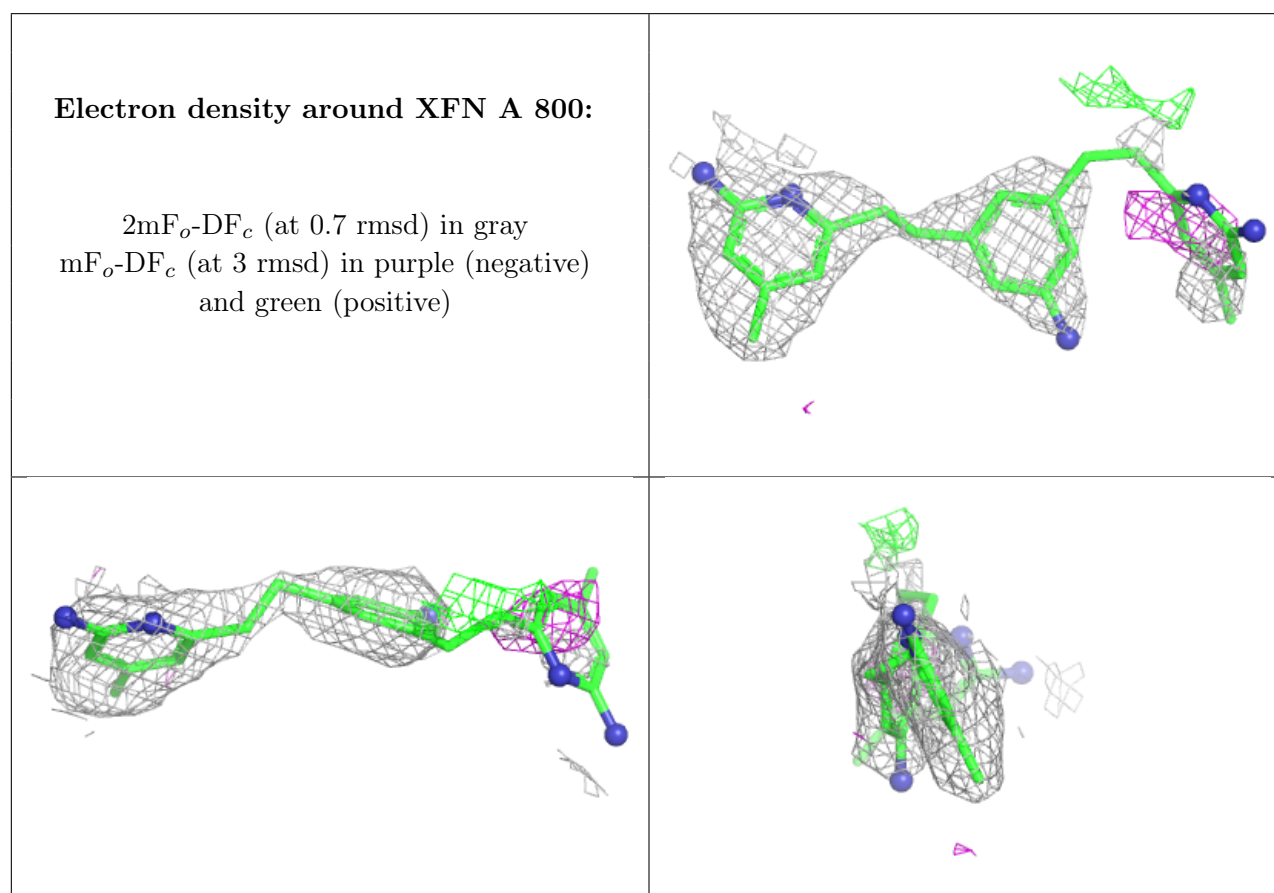 Electron density around XFN A 800:
2mFo-DFc (at 0.7 rmsd) in gray
mFo-DFc (at 3 rmsd) in purple (negative)
and green (positive)